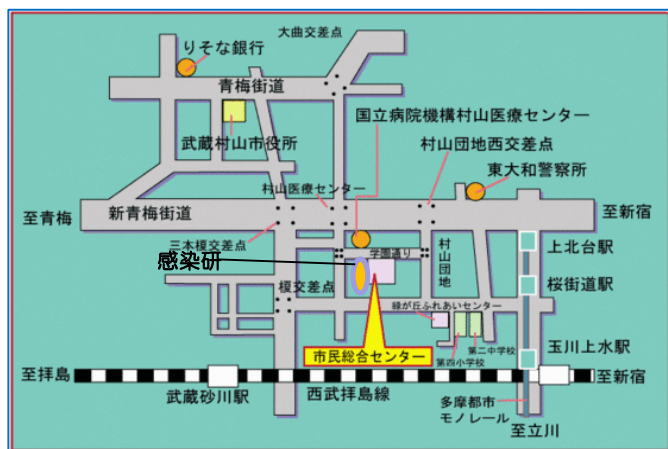 大曲交差点
りそな銀行
青梅街道
国立病院機構村山医療センター
武蔵村山市役所
村山団地西交差点
東大和警察所
村山医療センター
至青梅
新青梅街道
至新宿
三本榎交差点
学園通り
村山団地
上北台駅
感染研
榎交差点
桜街道駅
緑が丘ふれあいセンター
市民総合センター
第二中学校
第四小学校
玉川上水駅
至拝島
至新宿
武蔵砂川駅
西武拝島線
多摩都市
モノレール
至立川